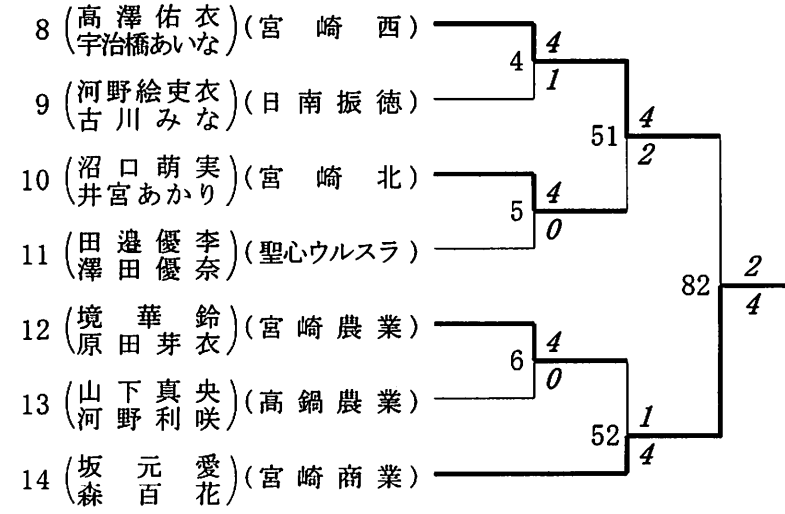 8 (高澤佑衣 宇治橋あいな) (宮崎西)
4 4 1
9 (河野絵吏衣 古川みな) (日南振徳)
51 4 2
10 (沼口萌実 井宮あかり) (宮崎北)
5 4 0
11 (田邉優李 澤田優奈) (聖心ウルスラ)
82 2 4
12 (境華鈴 原田芽衣) (宮崎農業)
6 4 0
13 (山下真央 河野利咲) (高鍋農業)
52 1 4
14 (坂元愛 森百花) (宮崎商業)